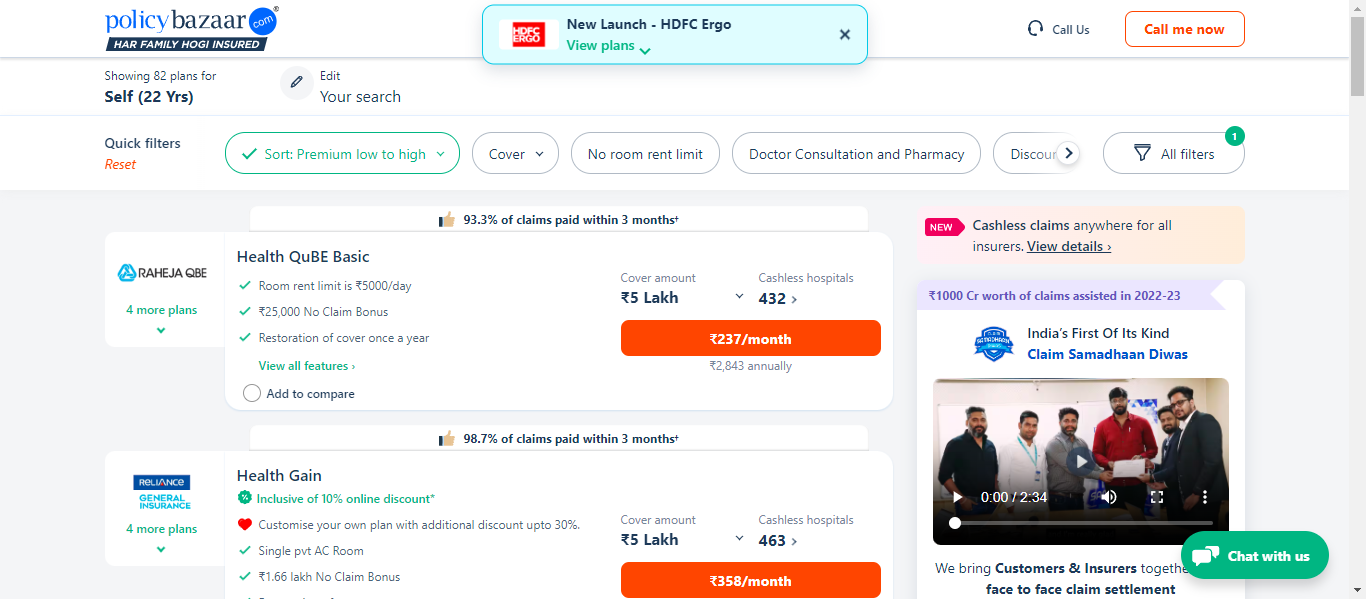 policybazaar.com
HAR FAMILY HOGI INSURED
HDFC ERGO
New Launch - HDFC Ergo
View plans
Call Us
Call me now
Showing 82 plans for
Self (22 Yrs)
Edit
Your search
Quick filters
Reset
Sort: Premium low to high
Cover
No room rent limit
Doctor Consultation and Pharmacy
Discoun
All filters
1
93.3% of claims paid within 3 months†
RAHEJA QBE
4 more plans
Health QuBE Basic
Room rent limit is ₹5000/day
₹25,000 No Claim Bonus
Restoration of cover once a year
View all features ›
Add to compare
Cover amount
₹5 Lakh
Cashless hospitals
432 ›
₹237/month
₹2,843 annually
98.7% of claims paid within 3 months†
RELIANCE
GENERAL
INSURANCE
4 more plans
Health Gain
Inclusive of 10% online discount*
Customise your own plan with additional discount upto 30%.
Single pvt AC Room
₹1.66 lakh No Claim Bonus
Cover amount
₹5 Lakh
Cashless hospitals
463 ›
₹358/month
NEW
Cashless claims anywhere for all
insurers. View details ›
₹1000 Cr worth of claims assisted in 2022-23
SAMADHAAN
India's First Of Its Kind
Claim Samadhaan Diwas
0:00 / 2:34
We bring Customers & Insurers togethe
face to face claim settlement
Chat with us